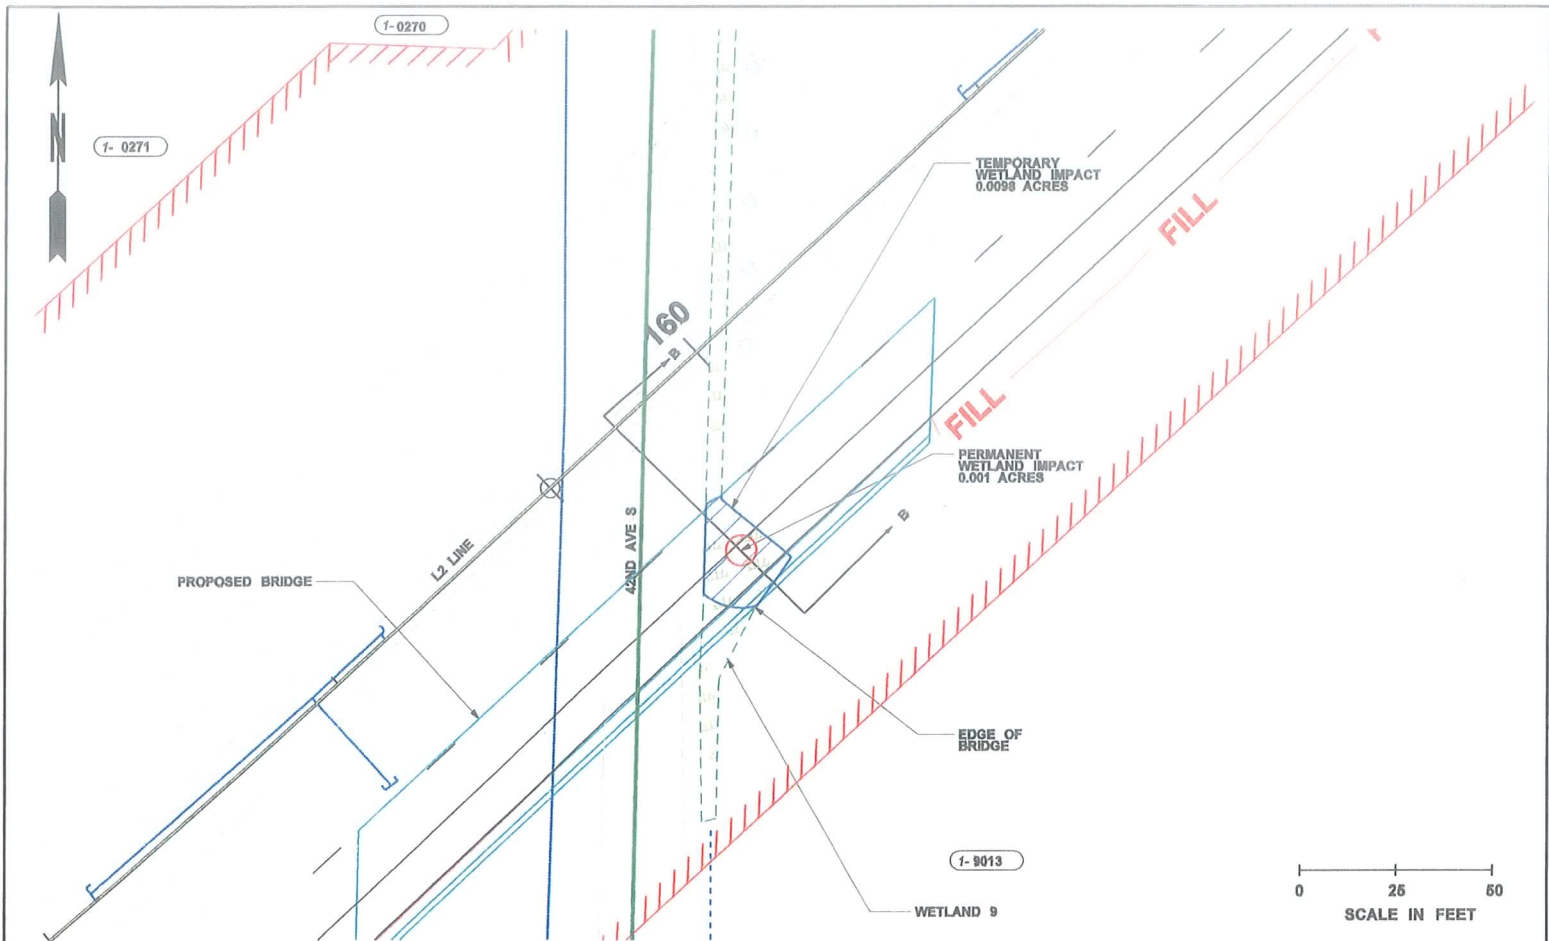 1-0270
N
1- 0271
TEMPORARY
WETLAND IMPACT
0.0098 ACRES
FILL
160
B
FILL
PERMANENT
WETLAND IMPACT
0.001 ACRES
B
42ND AVE S
L2 LINE
PROPOSED BRIDGE
EDGE OF
BRIDGE
1- 9013
WETLAND 9
0 25 50
SCALE IN FEET